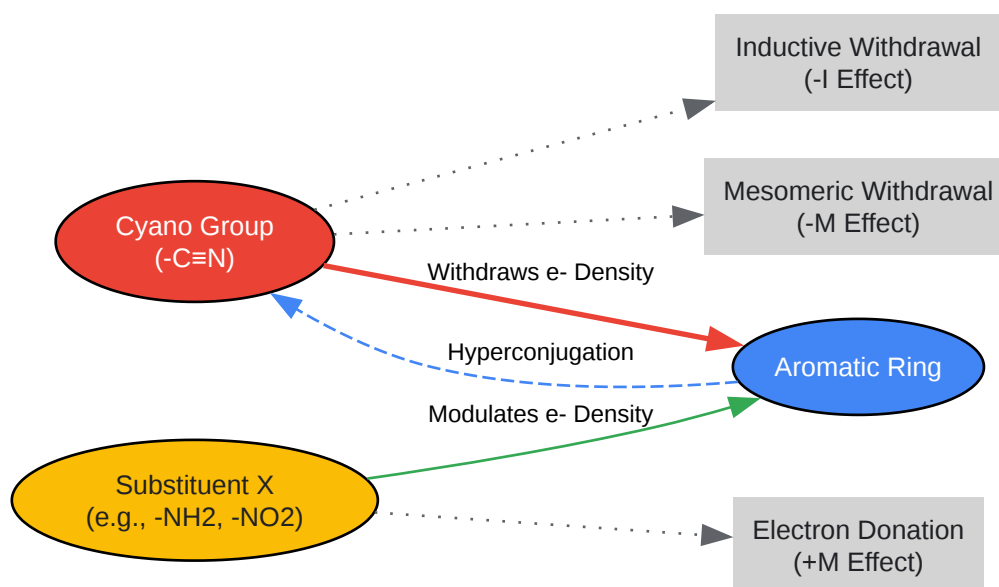 Inductive Withdrawal
(-I Effect)
Mesomeric Withdrawal
(-M Effect)
Cyano Group
(-C≡N)
Withdraws e- Density
Hyperconjugation
Aromatic Ring
Modulates e- Density
Substituent X
(e.g., -NH2, -NO2)
Electron Donation
(+M Effect)